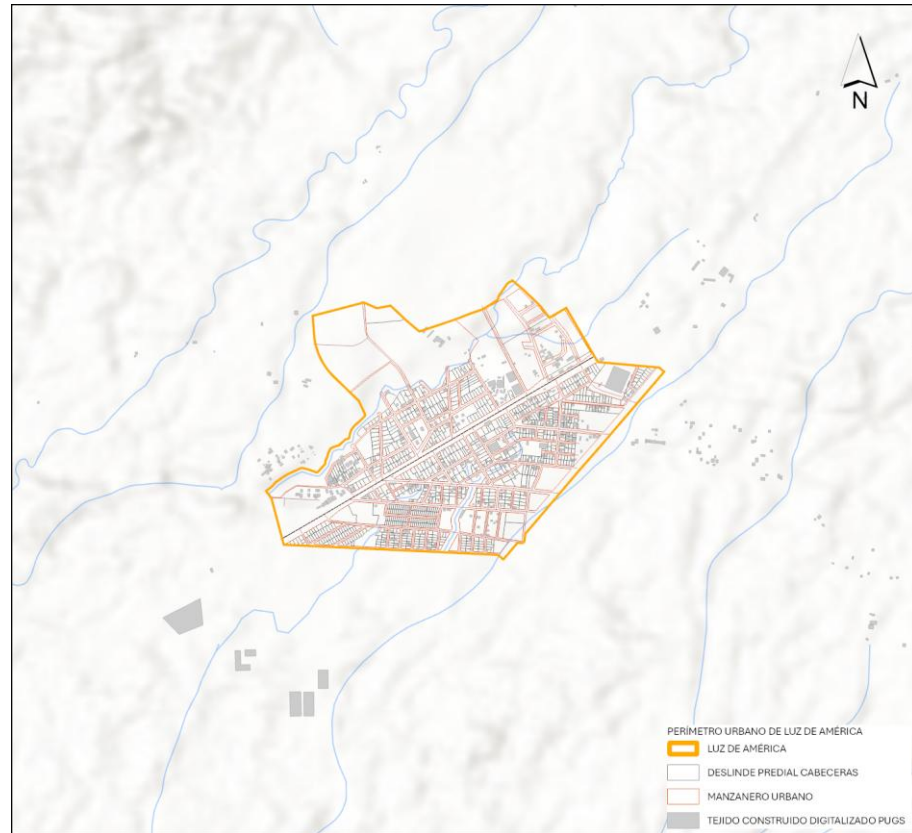 N
PERÍMETRO URBANO DE LUZ DE AMÉRICA
LUZ DE AMÉRICA
DESLINDE PREDIAL CABECERAS
MANZANERO URBANO
TEJIDO CONSTRUIDO DIGITALIZADO PUGS